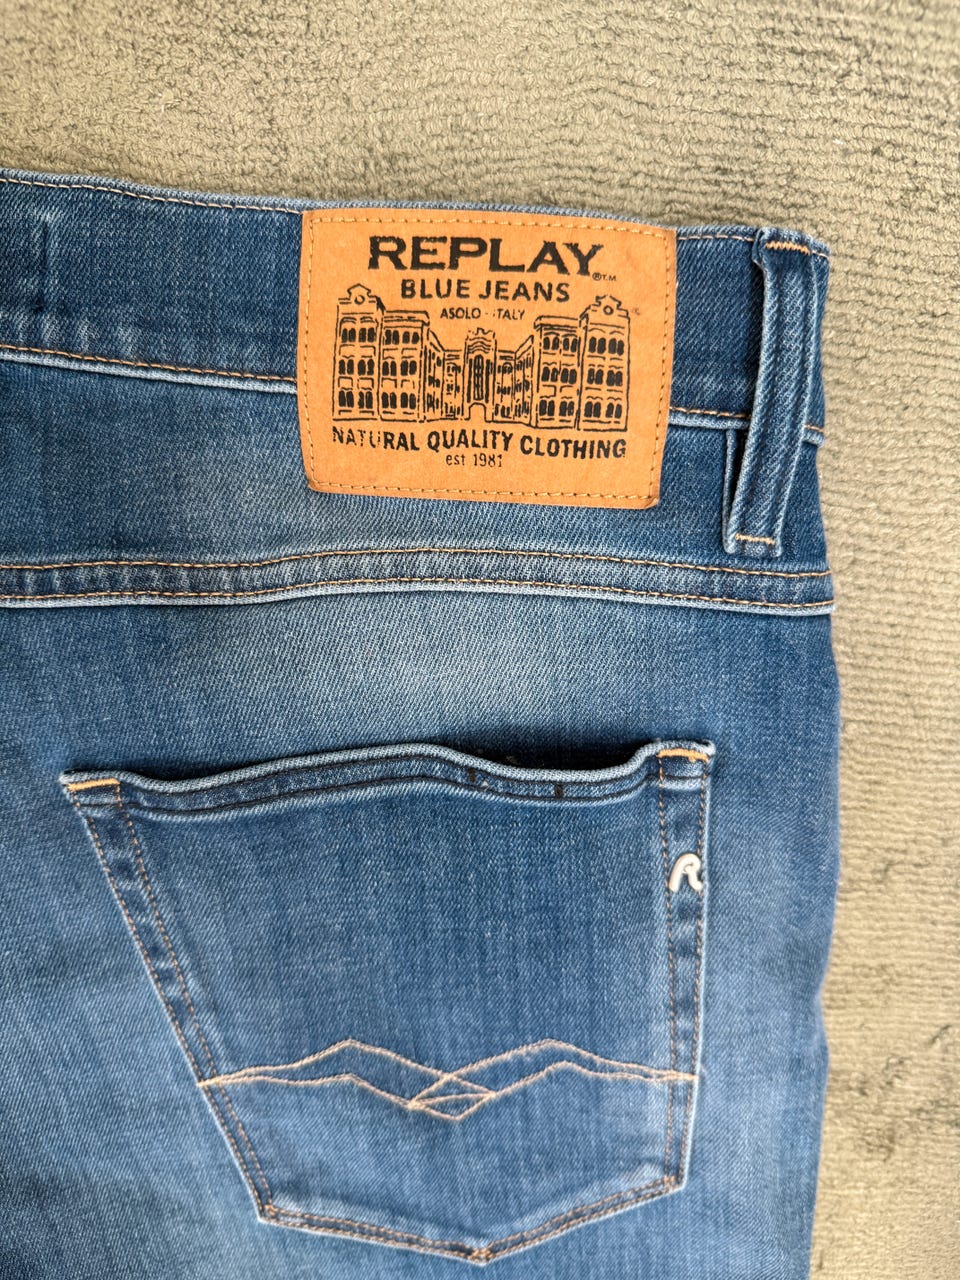 REPLAY
®T.M.
BLUE JEANS
ASOLO - ITALY
NATURAL QUALITY CLOTHING
est 1981
R